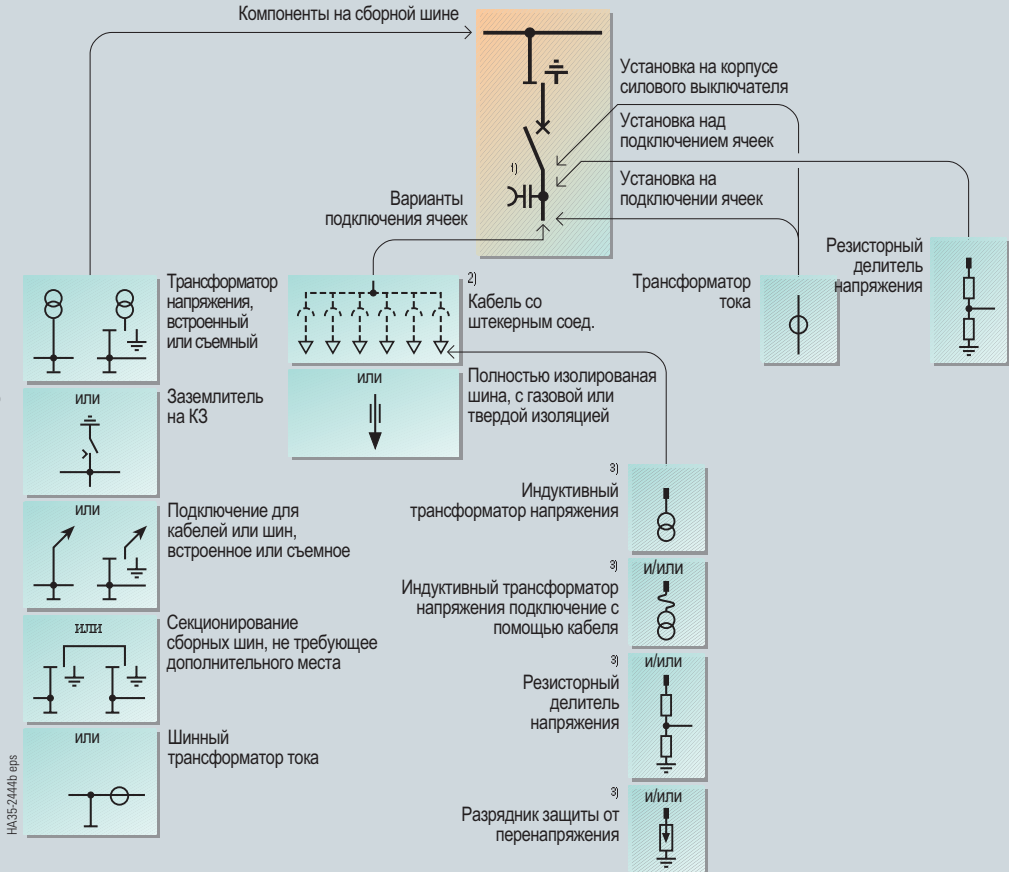 Компоненты на сборной шине
Установка на корпусе
силового выключателя
Установка над
подключением ячеек
1)
Установка на
подключении ячеек
Варианты
подключения ячеек
Трансформатор
напряжения,
встроенный
или съемный
2)
Кабель со
штекерным соед.
Трансформатор
тока
Резисторный
делитель
напряжения
или
Заземлитель
на КЗ
или
Полностью изолированая
шина, с газовой или
твердой изоляцией
3)
Индуктивный
трансформатор напряжения
или
Подключение для
кабелей или шин,
встроенное или съемное
3)
и/или
Индуктивный трансформатор
напряжения подключение с
помощью кабеля
или
Секционирование
сборных шин, не требующее
дополнительного места
3)
и/или
Резисторный
делитель
напряжения
или
Шинный
трансформатор тока
3)
и/или
Разрядник защиты от
перенапряжения
HA35-2444b eps